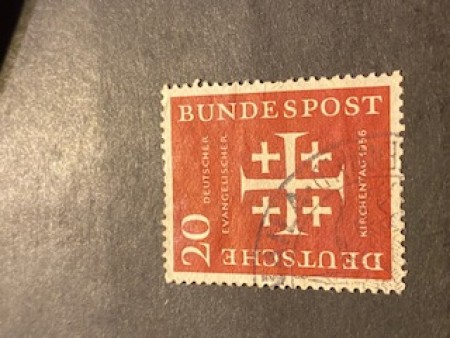 BUNDESPOST
DEUTSCHER
EVANGELISCHER
KIRCHENTAG 1956
20
DEUTSCHE